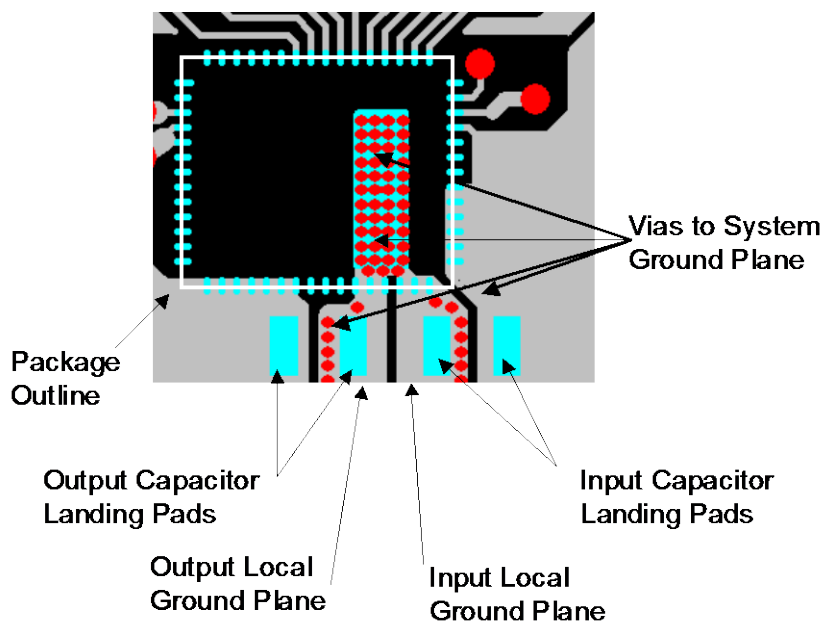 Vias to System
Ground Plane
Package
Outline
Output Capacitor
Landing Pads
Input Capacitor
Landing Pads
Output Local
Ground Plane
Input Local
Ground Plane